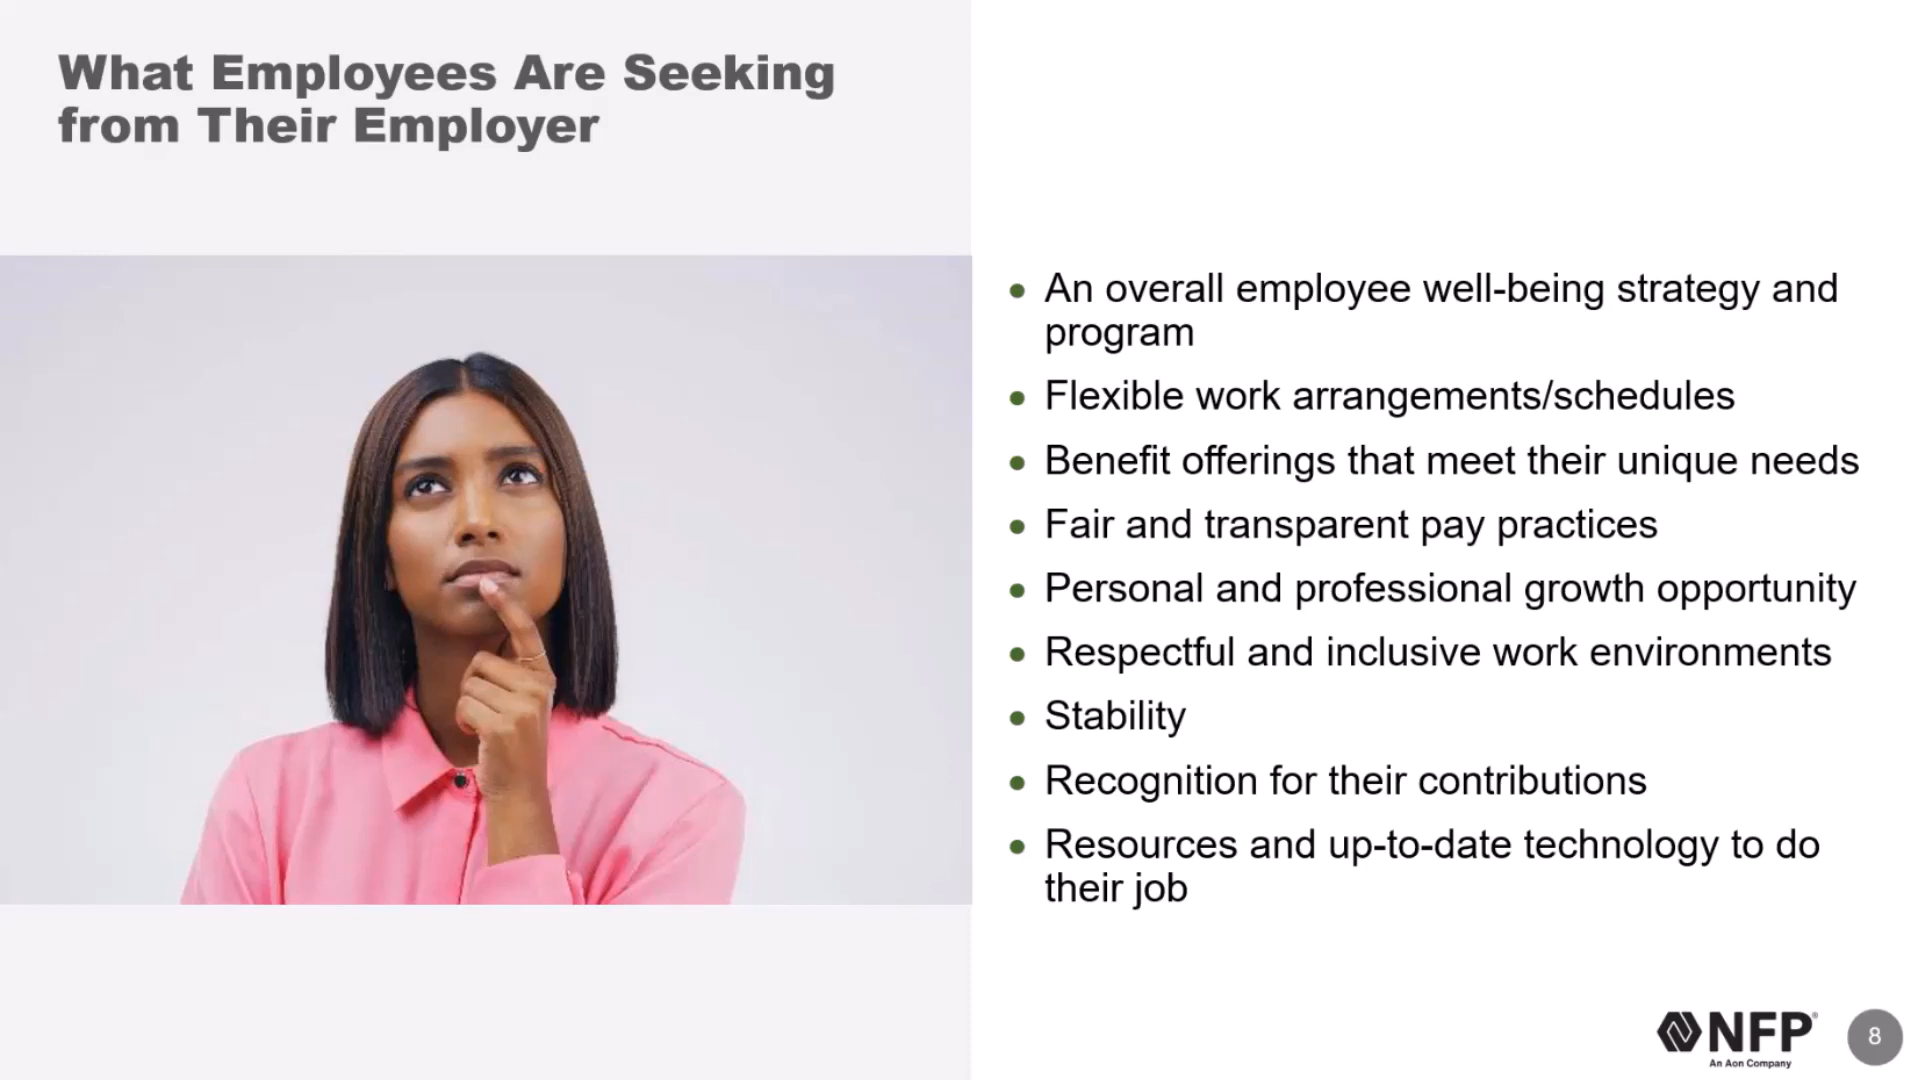 What Employees Are Seeking
from Their Employer
• An overall employee well-being strategy and
program
• Flexible work arrangements/schedules
• Benefit offerings that meet their unique needs
• Fair and transparent pay practices
• Personal and professional growth opportunity
• Respectful and inclusive work environments
• Stability
• Recognition for their contributions
• Resources and up-to-date technology to do
their job
NFP®
An Aon Company
8